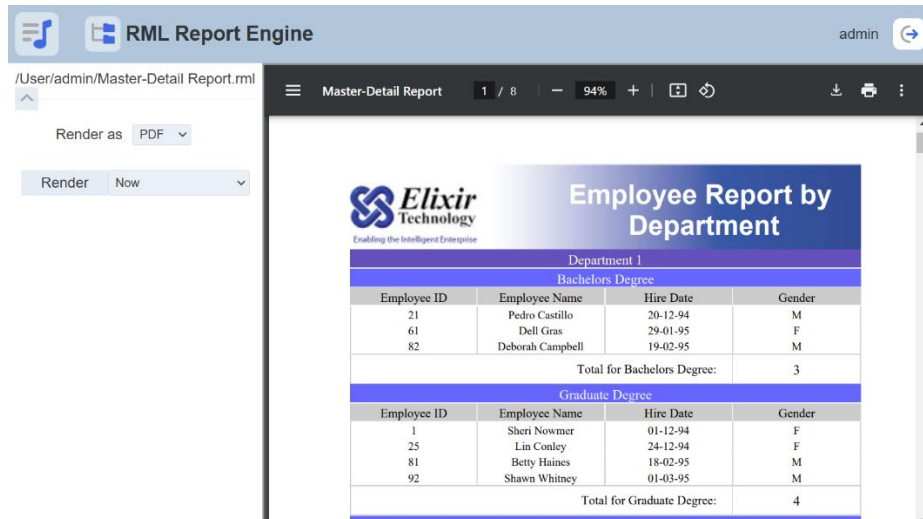 RML Report Engine
admin
/User/admin/Master-Detail Report.rml
Render as PDF
Render Now
Master-Detail Report 1 / 8 94%
Elixir
Technology
Enabling the Intelligent Enterprise
Employee Report by
Department
Department 1
Bachelors Degree
Employee ID Employee Name Hire Date Gender
21 Pedro Castillo 20-12-94 M
61 Dell Gras 29-01-95 F
82 Deborah Campbell 19-02-95 M
Total for Bachelors Degree: 3
Graduate Degree
Employee ID Employee Name Hire Date Gender
1 Sheri Nowmer 01-12-94 F
25 Lin Conley 24-12-94 F
81 Betty Haines 18-02-95 M
92 Shawn Whitney 01-03-95 M
Total for Graduate Degree: 4